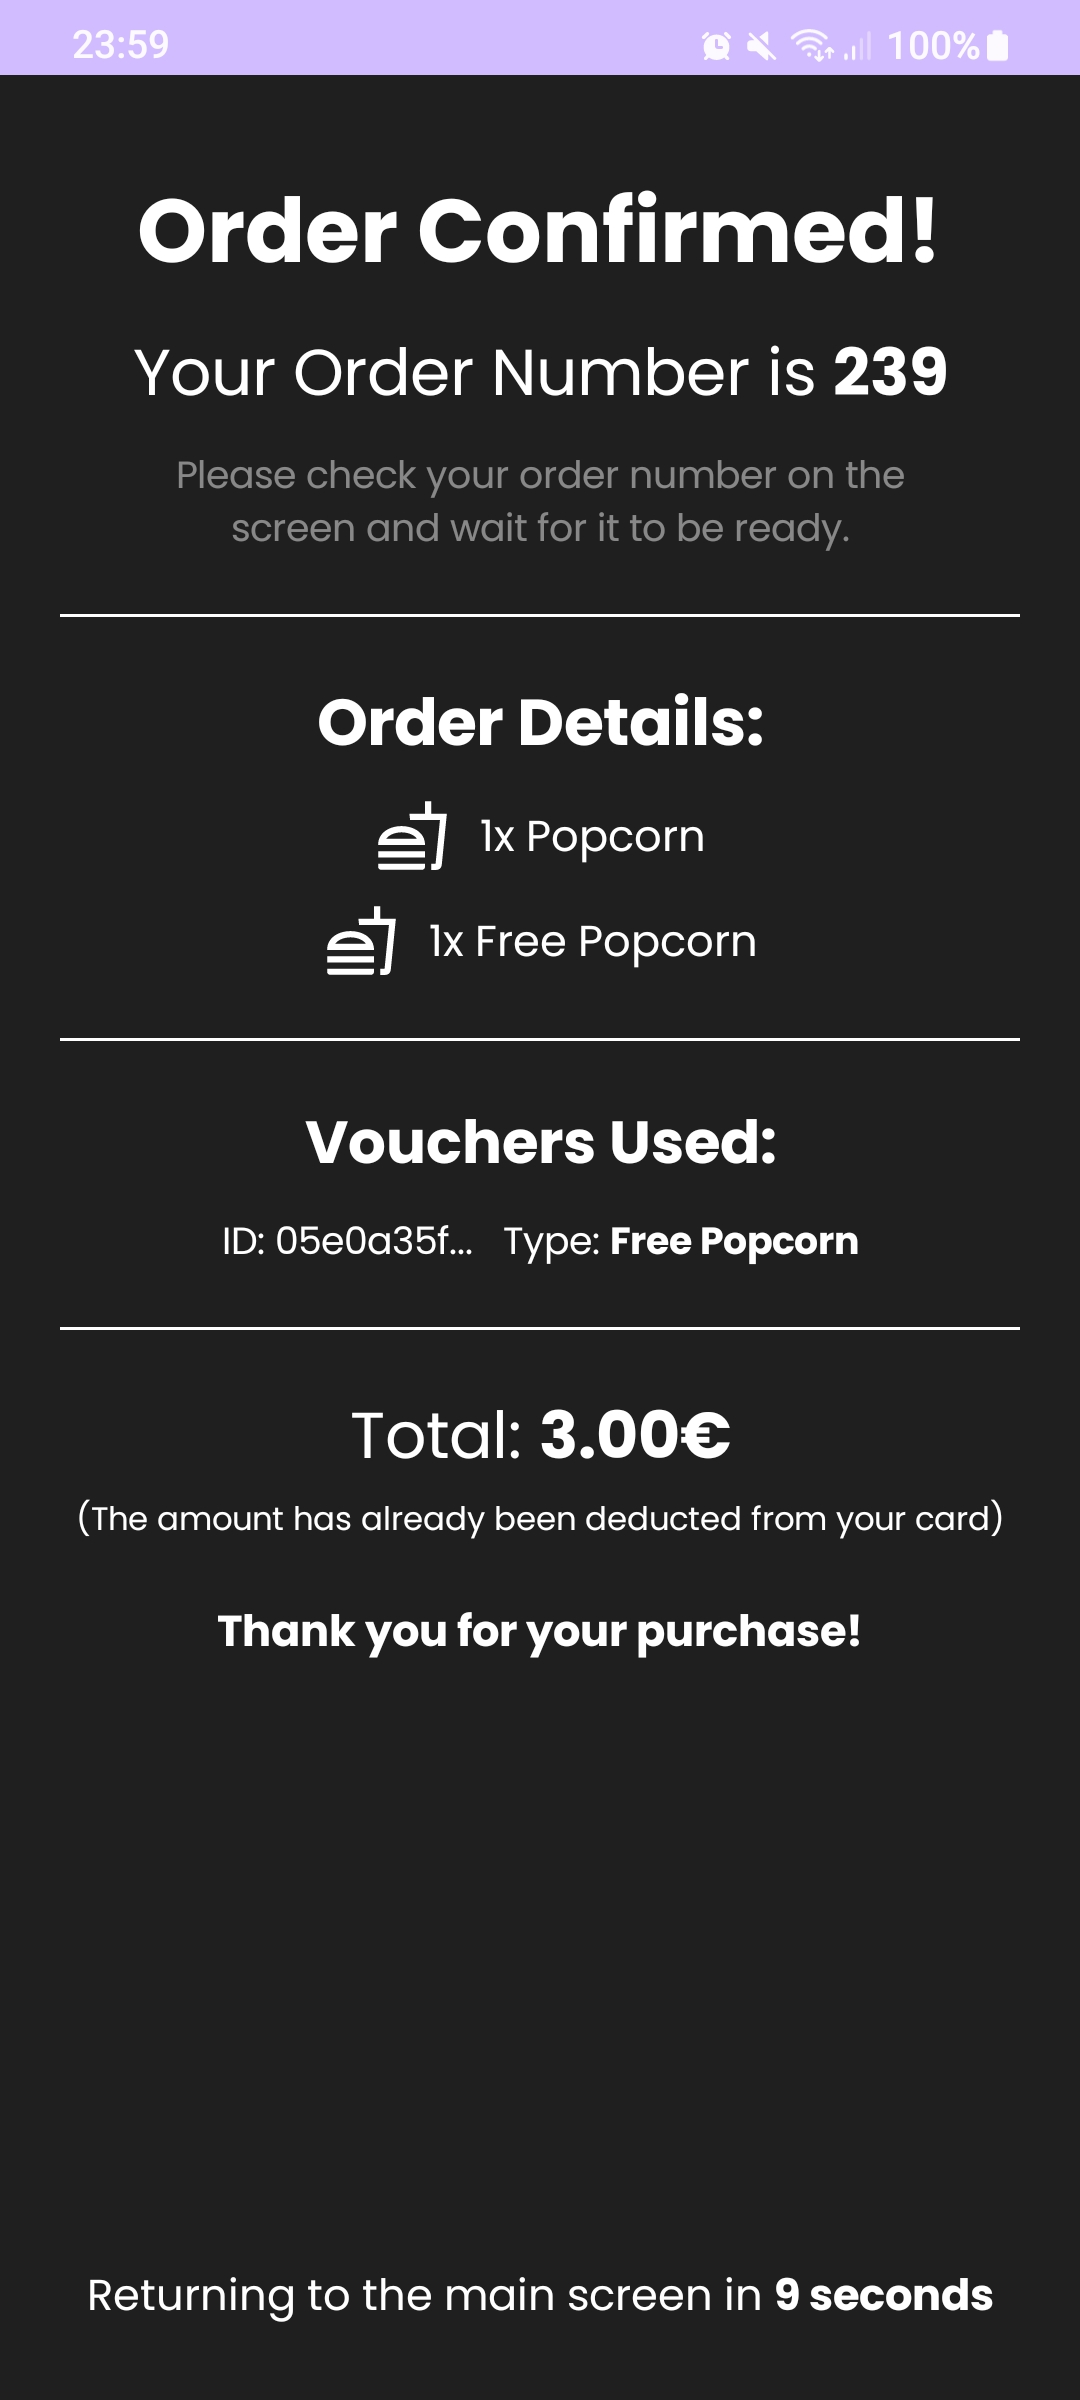 23:59 100%
Order Confirmed!
Your Order Number is 239
Please check your order number on the
screen and wait for it to be ready.
Order Details:
1x Popcorn
1x Free Popcorn
Vouchers Used:
ID: 05e0a35f... Type: Free Popcorn
Total: 3.00€
(The amount has already been deducted from your card)
Thank you for your purchase!
Returning to the main screen in 9 seconds